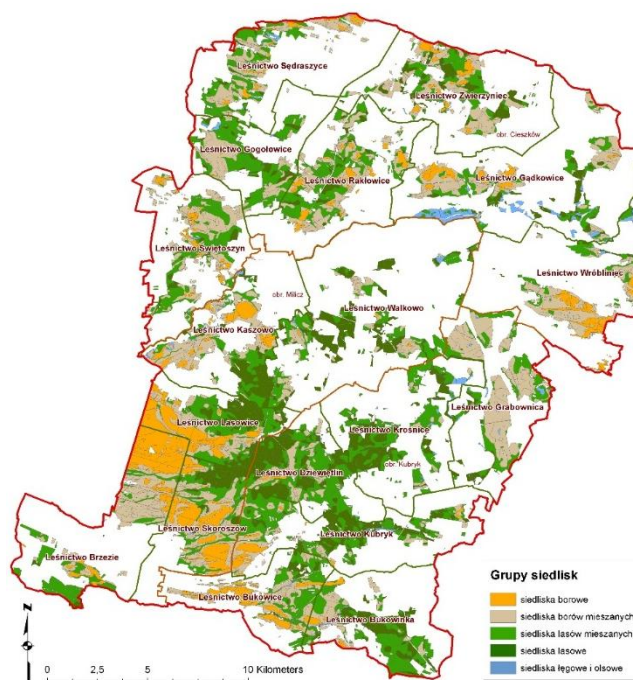 Leśnictwo Sędraszyce
Leśnictwo Zwierzyniec
obr. Cieszków
Leśnictwo Gogołowice
Leśnictwo Rakłowice
Leśnictwo Gądkowice
Leśnictwo Świętoszyn
Leśnictwo Wróbliniec
obr. Milicz
Leśnictwo Walkowo
Leśnictwo Kaszowo
Leśnictwo Lasowice
Leśnictwo Grabownica
Leśnictwo Krośnice
obr. Kubryk
Leśnictwo Dziewiętlin
Leśnictwo Skoroszów
Leśnictwo Kubryk
Leśnictwo Brzezie
Leśnictwo Bukowice
Leśnictwo Bukowinka
Grupy siedlisk
siedliska borowe
siedliska borów mieszanych
siedliska lasów mieszanych
siedliska lasowe
siedliska łęgowe i olsowe
N
0 2,5 5 10 Kilometers